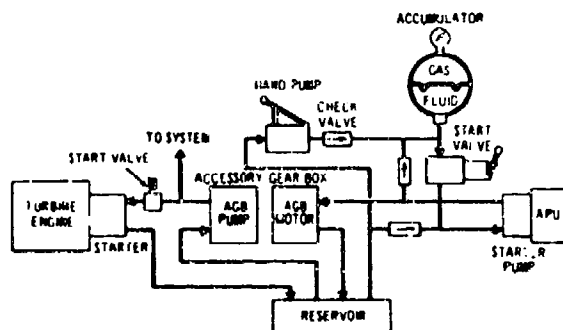 ACCUMULATOR
GAS
FLUID
HAND PUMP
CHECK
VALVE
START
VALVE
TO SYSTEM
START VALVE
ACCESSORY GEAR BOX
TURBINE
ENGINE
AGB
PUMP
AGB
MOTOR
APU
STARTER
STARTER
PUMP
RESERVOIR